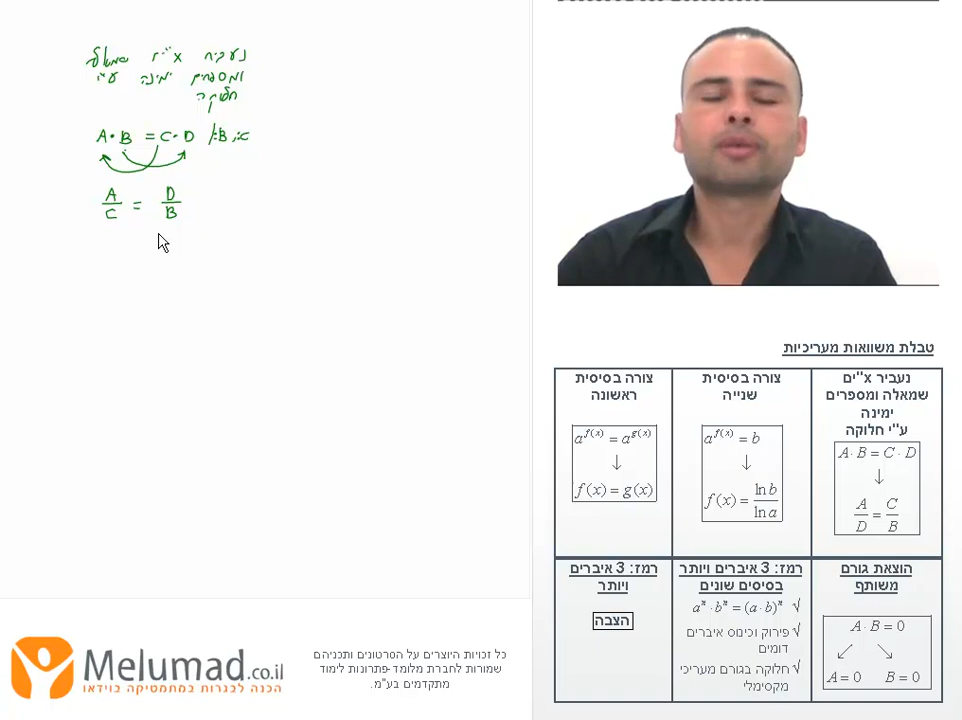 נעביר x"ים שמאלה
ומספרים ימינה ע"י
חלוקה
A·B = C·D
A/C = D/B
טבלת משוואות מעריכיות
נעביר x"ים
שמאלה ומספרים
ימינה
ע"י חלוקה
A·B = C·D
↓
A/D = C/B
צורה בסיסית
שנייה
a^f(x) = b
↓
f(x) = ln b / ln a
צורה בסיסית
ראשונה
a^f(x) = a^g(x)
↓
f(x) = g(x)
הוצאת גורם
משותף
A·B = 0
↙ ↘
A = 0 B = 0
רמז: 3 איברים ויותר
בסיסים שונים
√ a^x · b^x = (a·b)^x
√ פירוק וכינוס איברים
דומים
√ חלוקה בגורם מעריכי
מקסימלי
רמז: 3 איברים
ויותר
הצבה
Melumad.co.il
הכנה לבגרות במתמטיקה בוידאו
כל זכויות היוצרים על הסרטונים ותכניהם
שמורות לחברת מלומד -פתרונות לימוד
מתקדמים בע"מ.